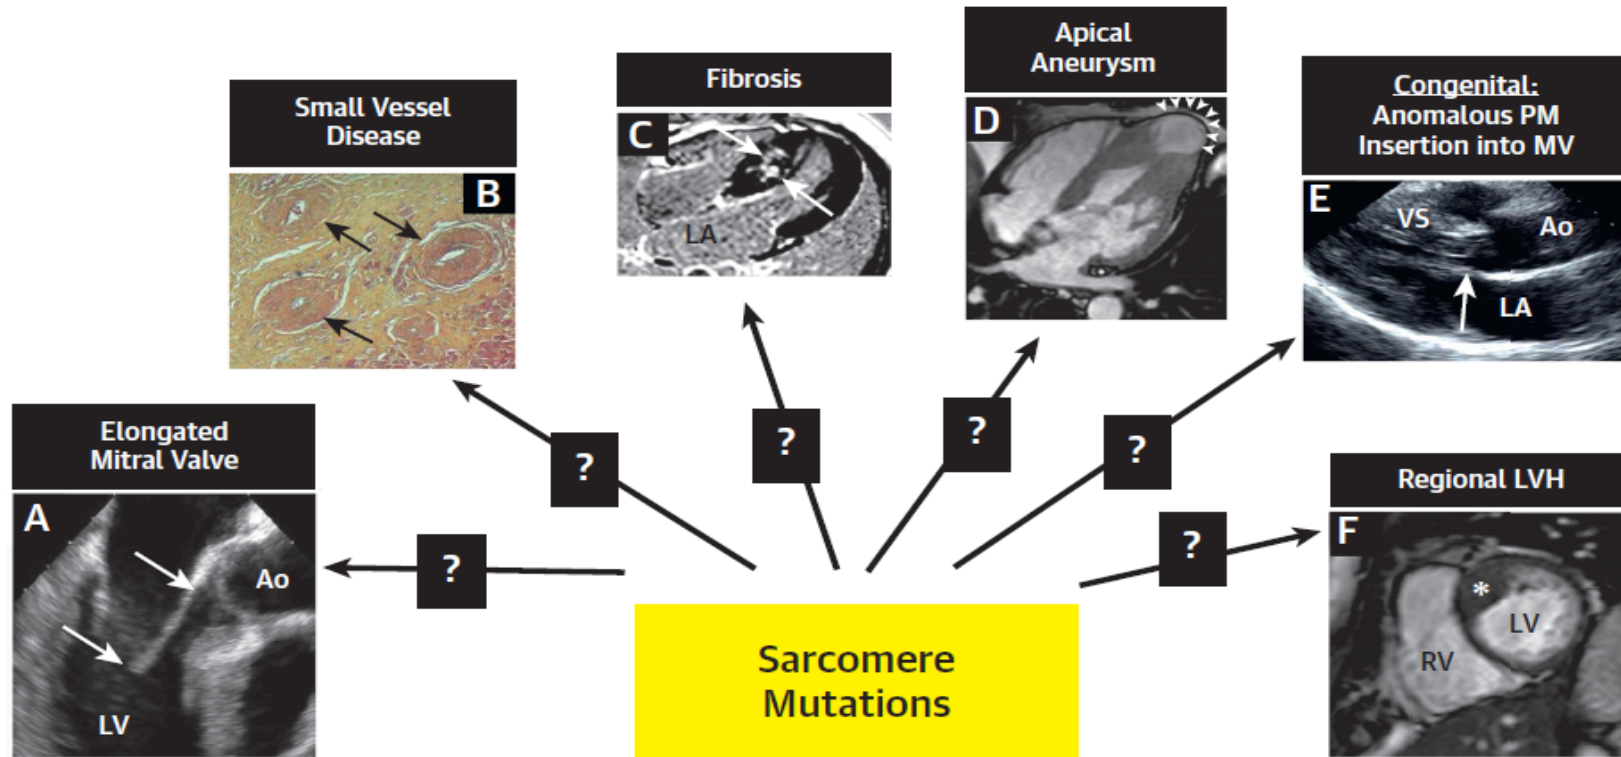 Apical
Aneurysm
D
Fibrosis
C
LA
Congenital:
Anomalous PM
Insertion into MV
E
VS
Ao
LA
Small Vessel
Disease
B
Elongated
Mitral Valve
A
Ao
LV
Regional LVH
F
*
LV
RV
?
?
?
?
?
?
Sarcomere
Mutations